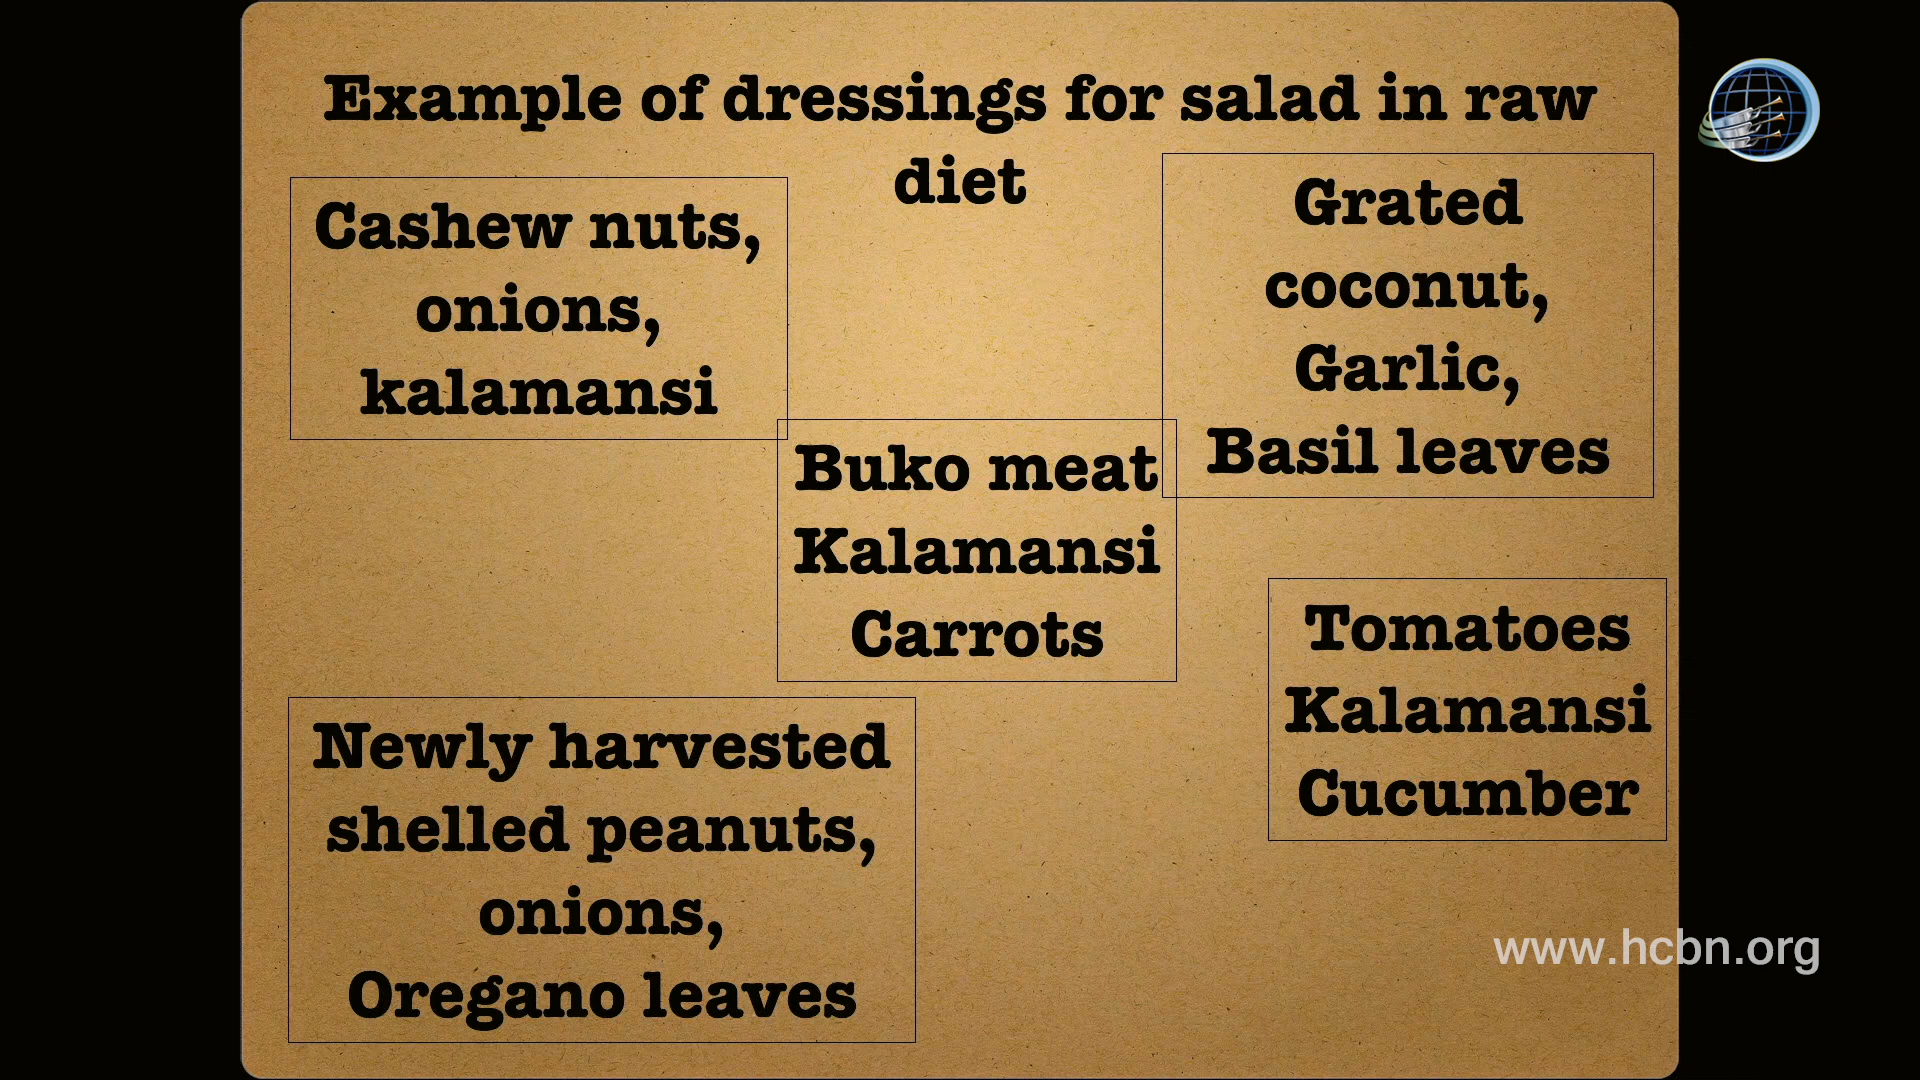 Example of dressings for salad in raw
diet
Cashew nuts,
onions,
kalamansi
Grated
coconut,
Garlic,
Basil leaves
Buko meat
Kalamansi
Carrots
Tomatoes
Kalamansi
Cucumber
Newly harvested
shelled peanuts,
onions,
Oregano leaves
www.hcbn.org